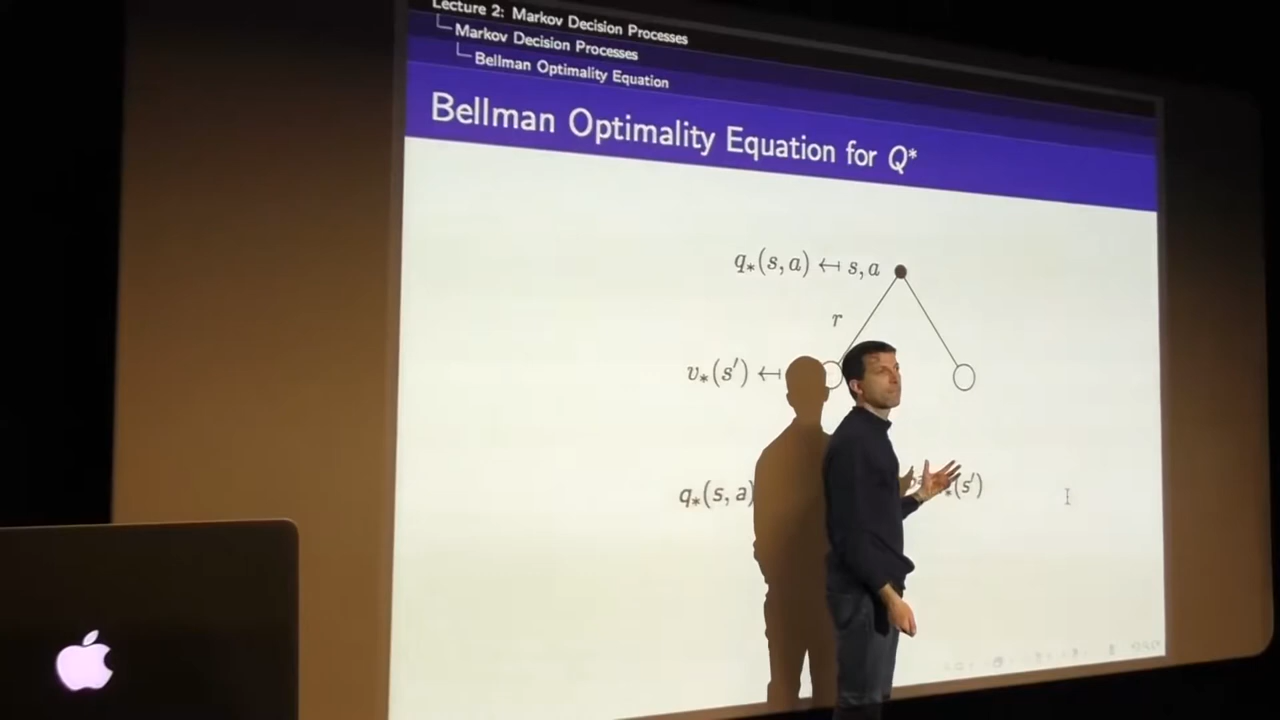 Lecture 2: Markov Decision Processes
Markov Decision Processes
Bellman Optimality Equation
Bellman Optimality Equation for Q*
q*(s, a) ↤ s, a
r
v*(s′) ↤
q*(s, a)
(s′)